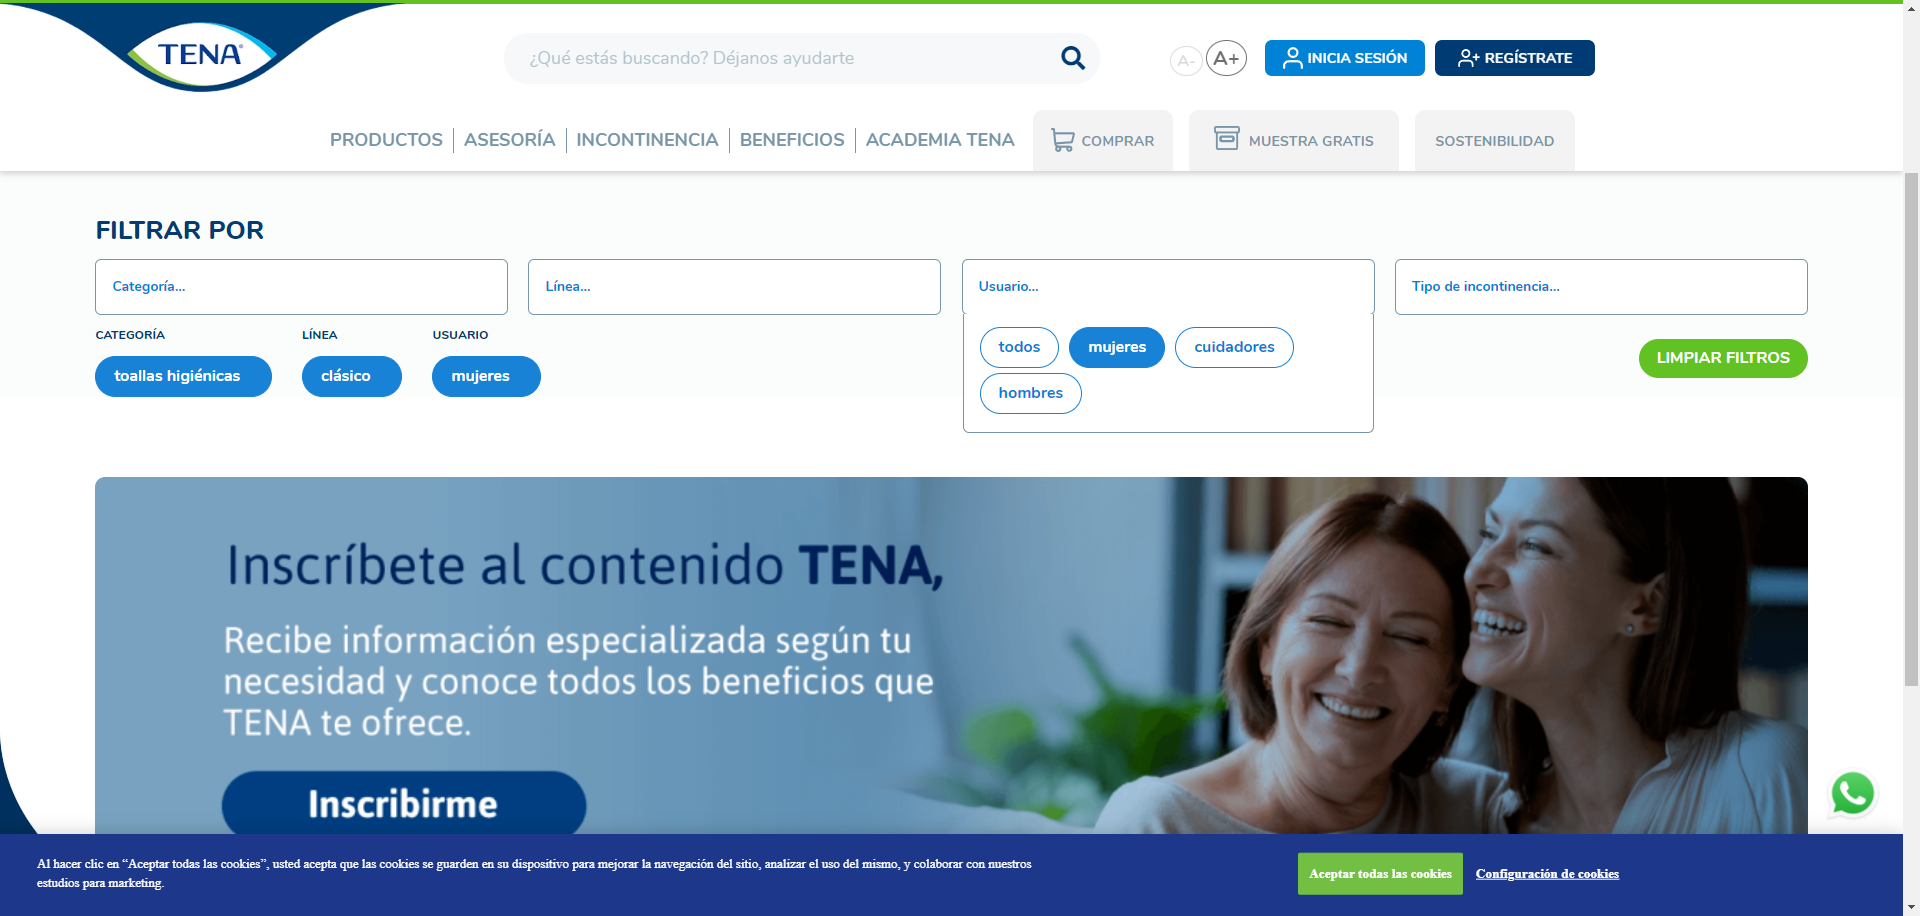 TENA
¿Qué estás buscando? Déjanos ayudarte
A-
A+
INICIA SESIÓN
REGÍSTRATE
PRODUCTOS
ASESORÍA
INCONTINENCIA
BENEFICIOS
ACADEMIA TENA
COMPRAR
MUESTRA GRATIS
SOSTENIBILIDAD
FILTRAR POR
Categoría...
Línea...
Usuario...
Tipo de incontinencia...
CATEGORÍA
LÍNEA
USUARIO
toallas higiénicas
clásico
mujeres
todos
mujeres
cuidadores
hombres
LIMPIAR FILTROS
Inscríbete al contenido TENA,
Recibe información especializada según tu
necesidad y conoce todos los beneficios que
TENA te ofrece.
Inscribirme
Al hacer clic en “Aceptar todas las cookies”, usted acepta que las cookies se guarden en su dispositivo para mejorar la navegación del sitio, analizar el uso del mismo, y colaborar con nuestros
estudios para marketing.
Aceptar todas las cookies
Configuración de cookies